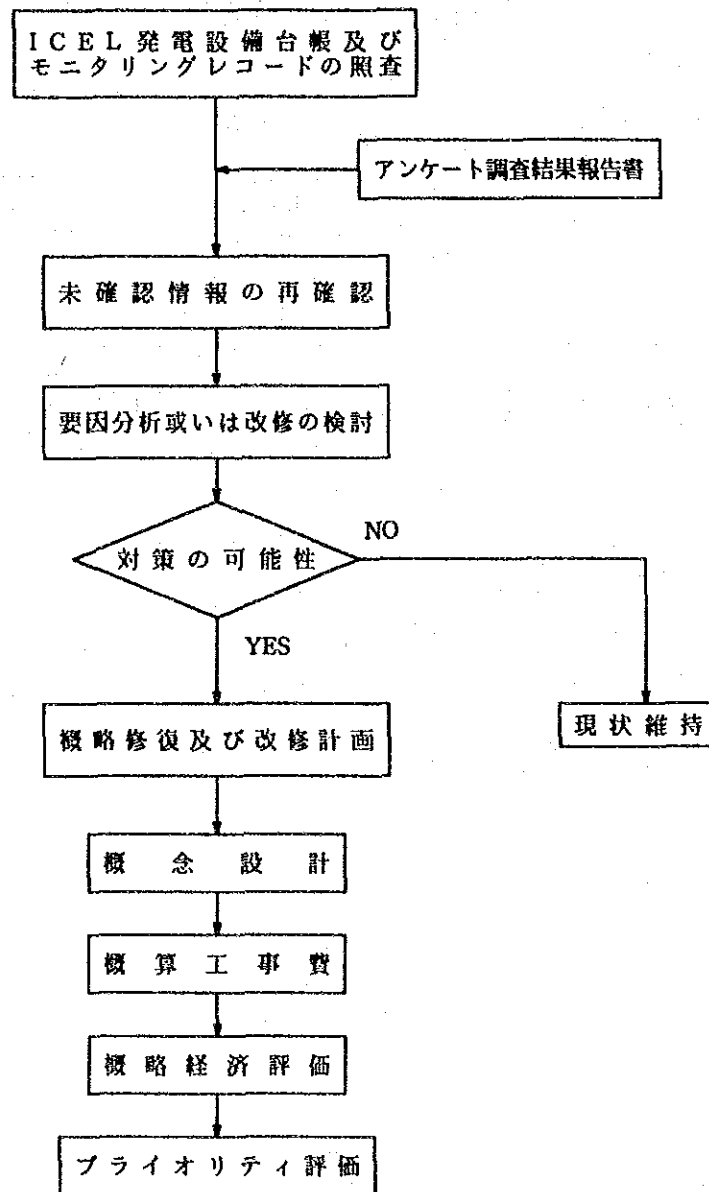 ICEL発電設備台帳及び
モニタリングレコードの照査
アンケート調査結果報告書
未確認情報の再確認
要因分析或いは改修の検討
対策の可能性
NO
YES
概略修復及び改修計画
現状維持
概念設計
概算工事費
概略経済評価
プライオリティ評価